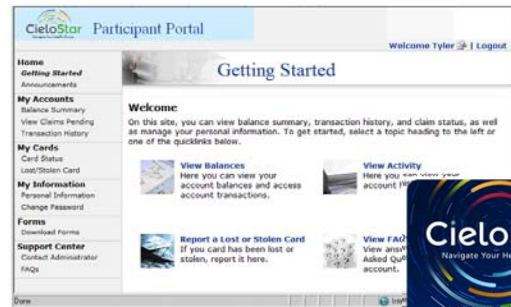 CieloStar Participant Portal
Welcome Tyler | Logout
Home
Getting Started
Announcements
My Accounts
Balance Summary
View Claims Pending
Transaction History
My Cards
Card Status
Lost/Stolen Card
My Information
Personal Information
Change Password
Forms
Download Forms
Support Center
Contact Administrator
FAQs
Getting Started
Welcome
On this site, you can view balance summary, transaction history, and claim status, as well
as manage your personal information. To get started, select a topic heading to the left or
one of the quicklinks below.
View Balances
Here you can view your
account balances and access
account transactions.
View Activity
Here you can view your
account
Report a Lost or Stolen Card
If your card has been lost or
stolen, report it here.
View FAQ
View
Asked
account.
Cielo
Navigate Your
Done